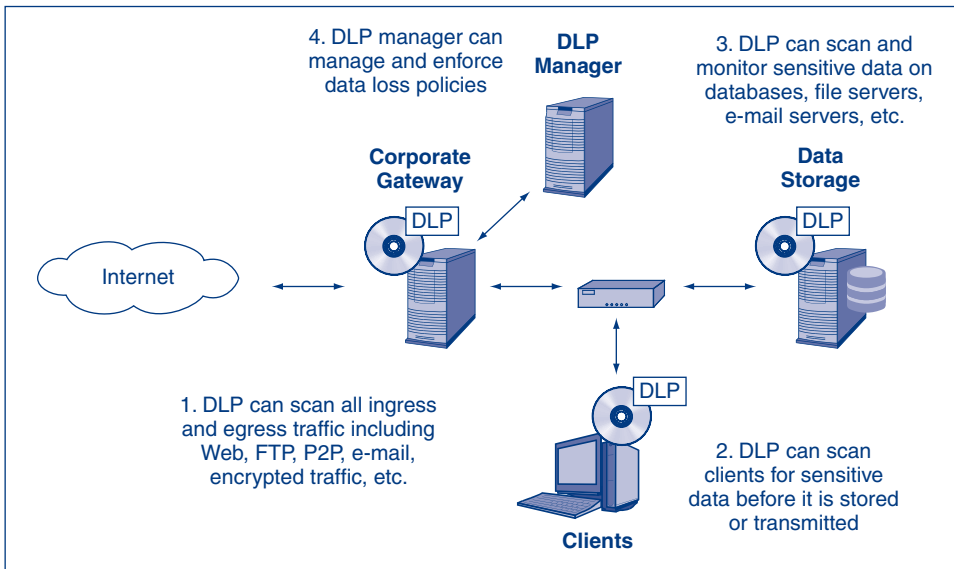 4. DLP manager can
manage and enforce
data loss policies
DLP
Manager
3. DLP can scan and
monitor sensitive data on
databases, file servers,
e-mail servers, etc.
Corporate
Gateway
DLP
Data
Storage
DLP
Internet
1. DLP can scan all ingress
and egress traffic including
Web, FTP, P2P, e-mail,
encrypted traffic, etc.
DLP
Clients
2. DLP can scan
clients for sensitive
data before it is stored
or transmitted